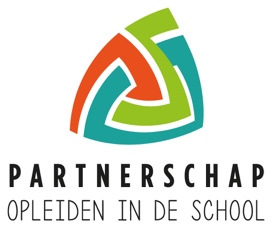 PARTNERSCHAP
OPLEIDEN IN DE SCHOOL